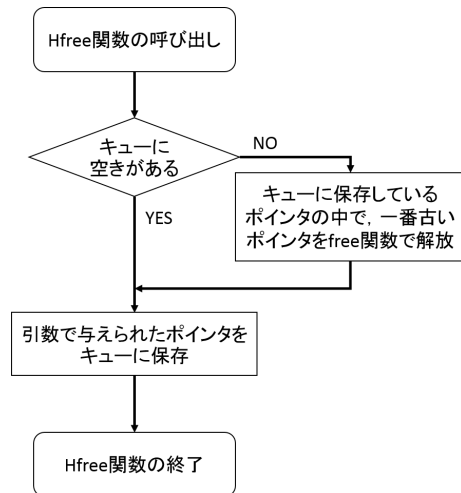 Hfree関数の呼び出し
キューに
空きがある
NO
YES
キューに保存している
ポインタの中で，一番古い
ポインタをfree関数で解放
引数で与えられたポインタを
キューに保存
Hfree関数の終了